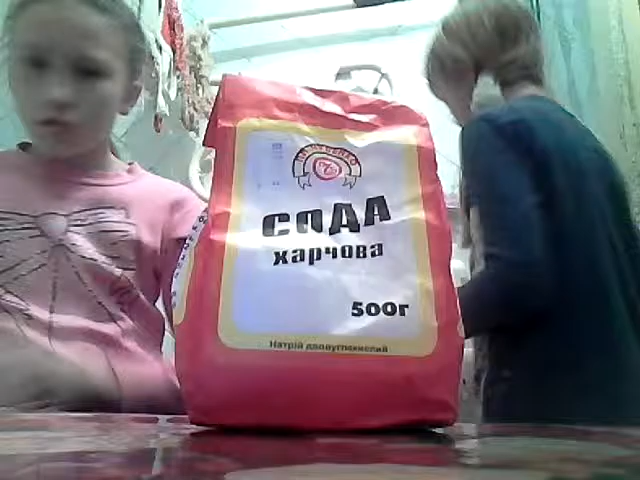 СОДА
харчова
500г
Натрій двовуглекислий